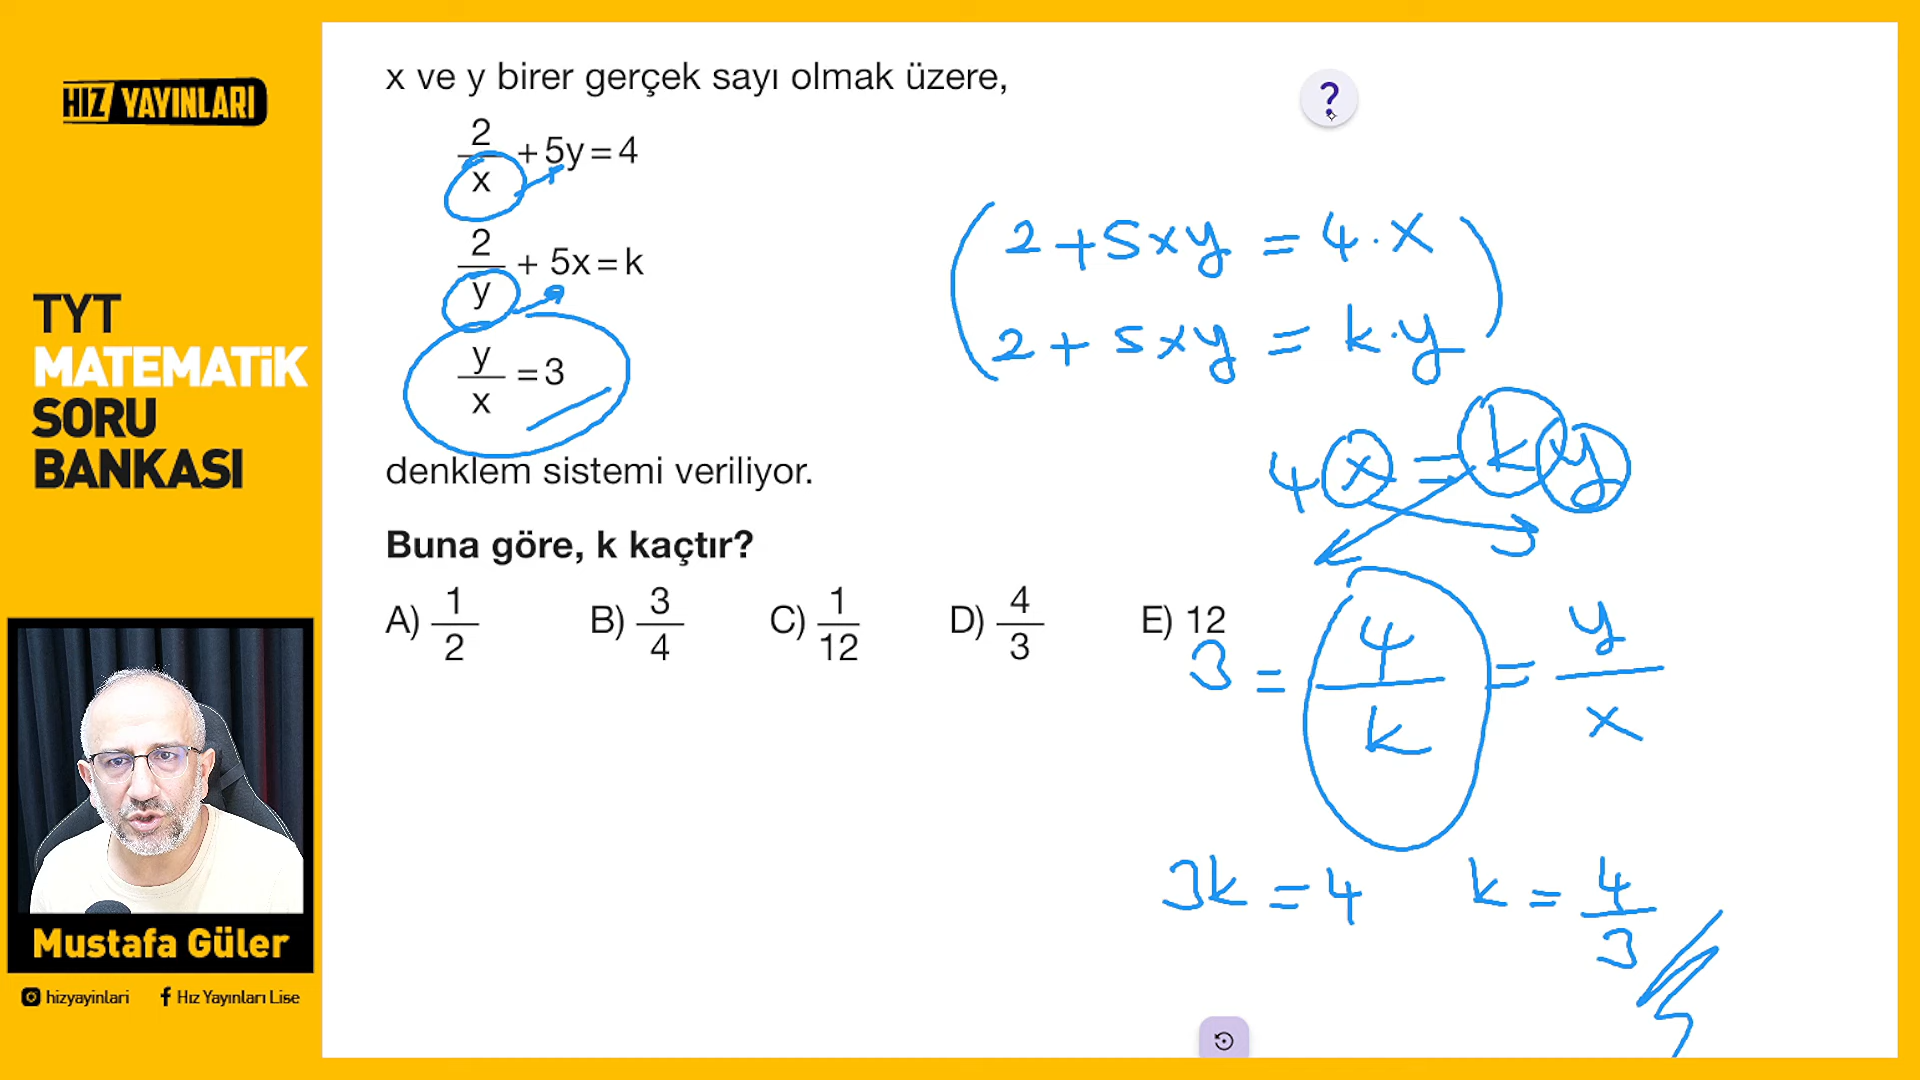 HIZ YAYINLARI
TYT
MATEMATİK
SORU
BANKASI
Mustafa Güler
hizyayinlari
Hız Yayınları Lise
x ve y birer gerçek sayı olmak üzere,
2/x + 5y = 4
2/y + 5x = k
y/x = 3
denklem sistemi veriliyor.
Buna göre, k kaçtır?
A) 1/2 B) 3/4 C) 1/12 D) 4/3 E) 12
?
2 + 5xy = 4 · x
2 + 5xy = k · y
4x = ky
3 = 4/k = y/x
3k = 4 k = 4/3